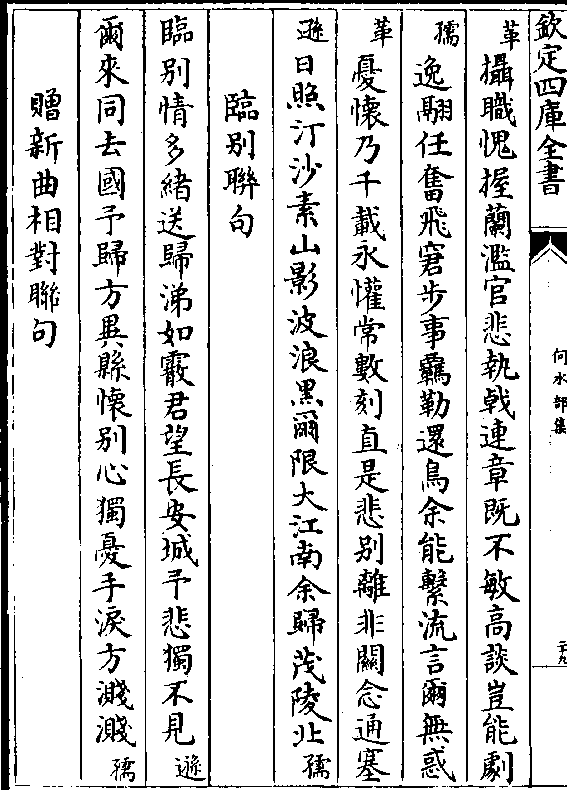 欽定四庫全書
何水部集
二十九
革攝職愧握蘭濫官悲執戟連章既不敏高談豈能劇
孺逸翮任奮飛窘步事羈勒還鳥余能繫流言爾無惑
革憂懷乃千載永懽常數刻直是悲別離非關念通塞
遜日照汀沙素山影波浪黑爾限大江南余歸茂陵北孺
臨別聯句
臨別情多緒送歸涕如霰君望長安城予悲獨不見遜
爾來同去國予歸方異縣懷別心獨憂手淚方濺濺孺
贈新曲相對聯句